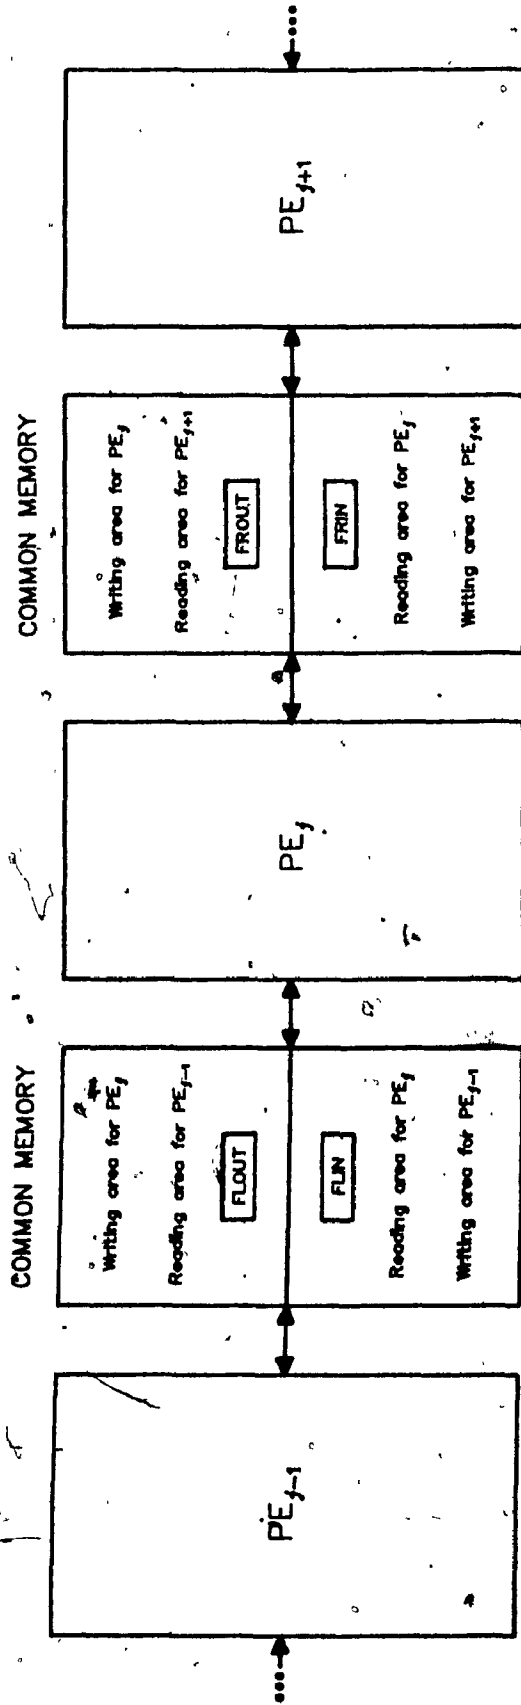 COMMON MEMORY
COMMON MEMORY
PE_{j-1}
Writing area for PE_j
Reading area for PE_{j-1}
FLOUT
FLIN
Reading area for PE_j
Writing area for PE_{j-1}
PE_j
Writing area for PE_j
Reading area for PE_{j+1}
FROUT
FRIN
Reading area for PE_j
Writing area for PE_{j+1}
PE_{j+1}